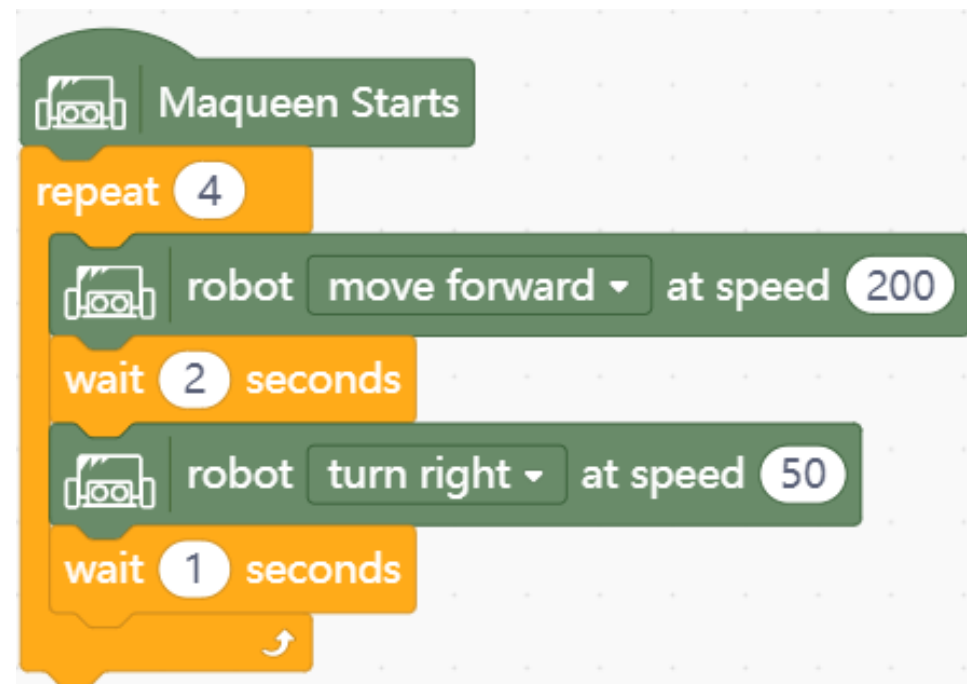 Maqueen Starts
repeat 4
robot move forward at speed 200
wait 2 seconds
robot turn right at speed 50
wait 1 seconds